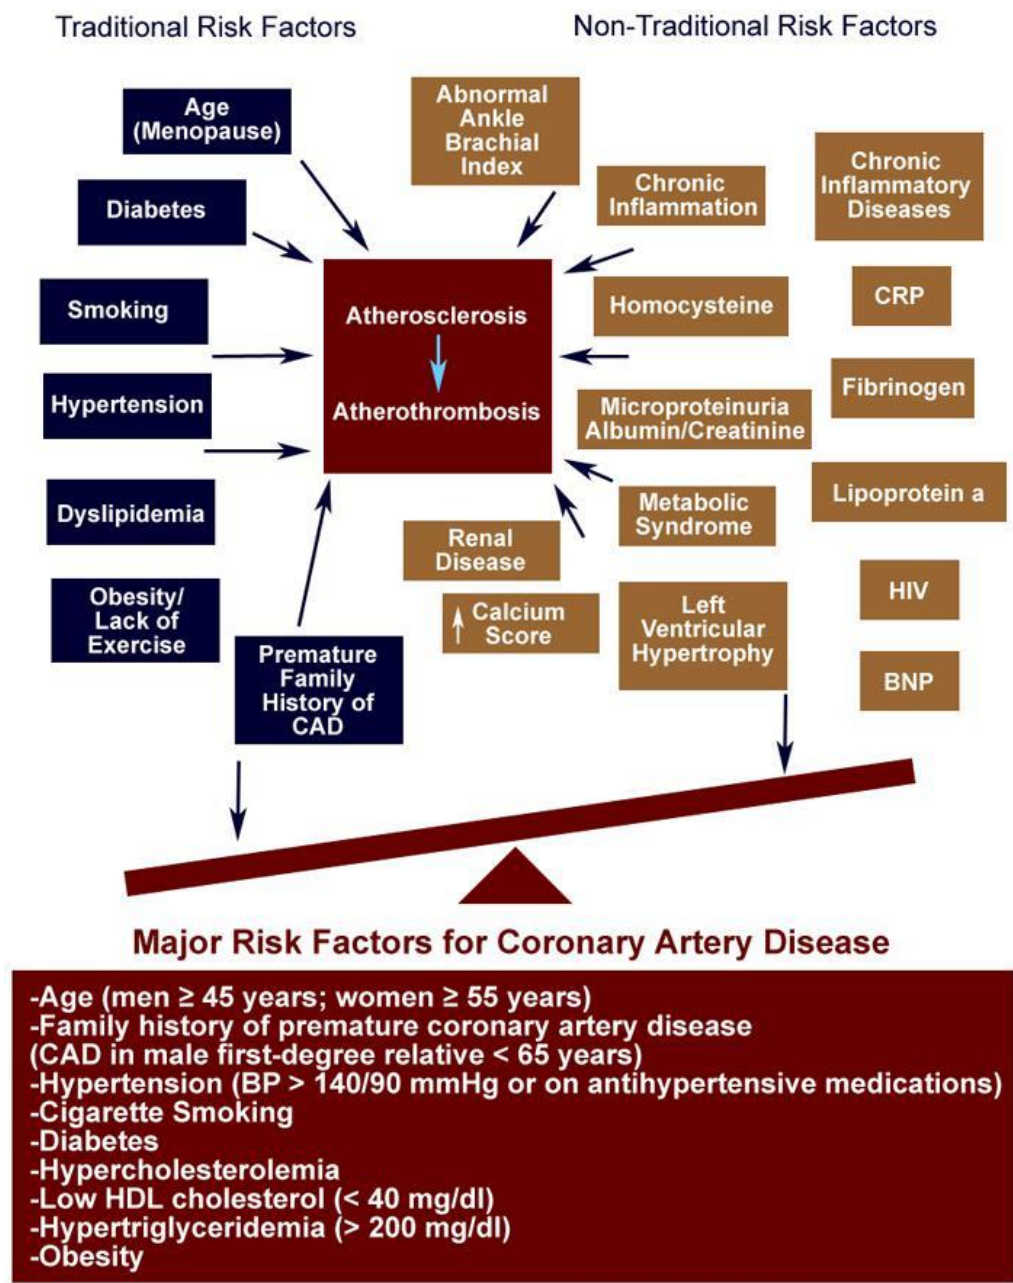 Traditional Risk Factors
Non-Traditional Risk Factors
Age
(Menopause)
Diabetes
Smoking
Hypertension
Dyslipidemia
Obesity/
Lack of
Exercise
Premature
Family
History of
CAD
Atherosclerosis
Atherothrombosis
Abnormal
Ankle
Brachial
Index
Chronic
Inflammation
Homocysteine
Microproteinuria
Albumin/Creatinine
Metabolic
Syndrome
Renal
Disease
Calcium
Score
Left
Ventricular
Hypertrophy
Chronic
Inflammatory
Diseases
CRP
Fibrinogen
Lipoprotein a
HIV
BNP
Major Risk Factors for Coronary Artery Disease
-Age (men ≥ 45 years; women ≥ 55 years)
-Family history of premature coronary artery disease
(CAD in male first-degree relative < 65 years)
-Hypertension (BP > 140/90 mmHg or on antihypertensive medications)
-Cigarette Smoking
-Diabetes
-Hypercholesterolemia
-Low HDL cholesterol (< 40 mg/dl)
-Hypertriglyceridemia (> 200 mg/dl)
-Obesity